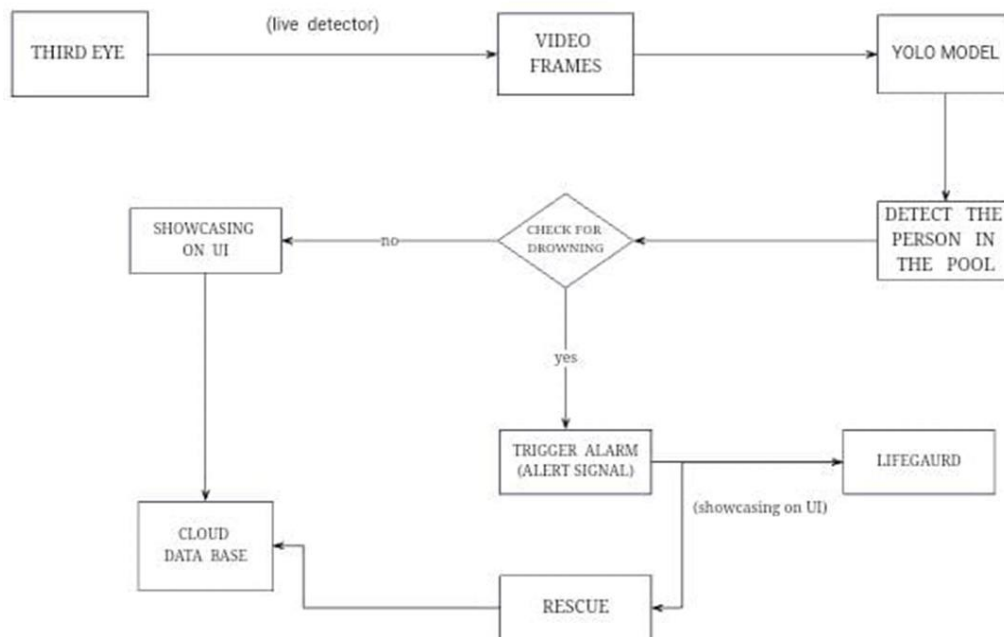 (live detector)
THIRD EYE
VIDEO
FRAMES
YOLO MODEL
SHOWCASING
ON UI
no
CHECK FOR
DROWNING
DETECT THE
PERSON IN
THE POOL
yes
TRIGGER ALARM
(ALERT SIGNAL)
LIFEGAURD
(showcasing on UI)
CLOUD
DATA BASE
RESCUE